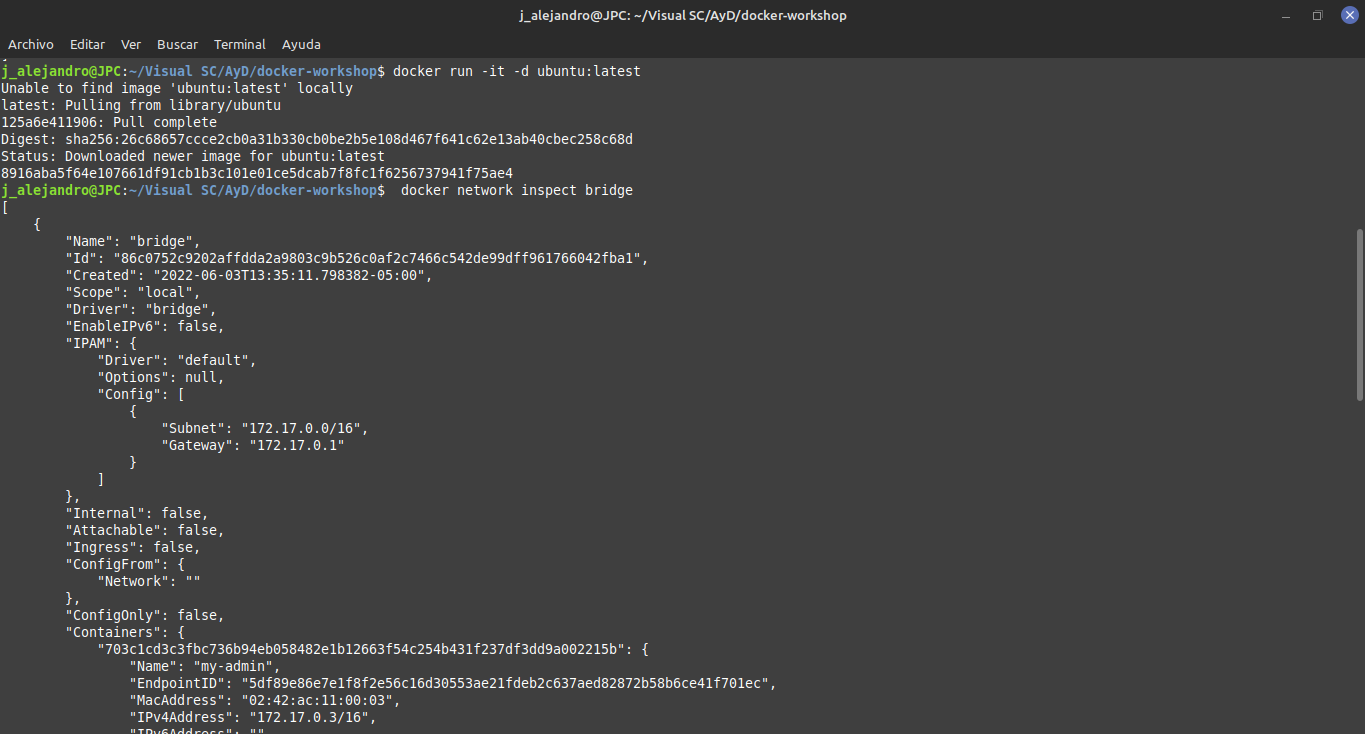 j_alejandro@JPC: ~/Visual SC/AyD/docker-workshop
Archivo Editar Ver Buscar Terminal Ayuda
j_alejandro@JPC:~/Visual SC/AyD/docker-workshop$ docker run -it -d ubuntu:latest
Unable to find image 'ubuntu:latest' locally
latest: Pulling from library/ubuntu
125a6e411906: Pull complete
Digest: sha256:26c68657ccce2cb0a31b330cb0be2b5e108d467f641c62e13ab40cbec258c68d
Status: Downloaded newer image for ubuntu:latest
8916aba5f64e107661df91cb1b3c101e01ce5dcab7f8fc1f6256737941f75ae4
j_alejandro@JPC:~/Visual SC/AyD/docker-workshop$  docker network inspect bridge
[
    {
        "Name": "bridge",
        "Id": "86c0752c9202affdda2a9803c9b526c0af2c7466c542de99dff961766042fba1",
        "Created": "2022-06-03T13:35:11.798382-05:00",
        "Scope": "local",
        "Driver": "bridge",
        "EnableIPv6": false,
        "IPAM": {
            "Driver": "default",
            "Options": null,
            "Config": [
                {
                    "Subnet": "172.17.0.0/16",
                    "Gateway": "172.17.0.1"
                }
            ]
        },
        "Internal": false,
        "Attachable": false,
        "Ingress": false,
        "ConfigFrom": {
            "Network": ""
        },
        "ConfigOnly": false,
        "Containers": {
            "703c1cd3c3fbc736b94eb058482e1b12663f54c254b431f237df3dd9a002215b": {
                "Name": "my-admin",
                "EndpointID": "5df89e86e7e1f8f2e56c16d30553ae21fdeb2c637aed82872b58b6ce41f701ec",
                "MacAddress": "02:42:ac:11:00:03",
                "IPv4Address": "172.17.0.3/16",
                "IPv6Address": "",